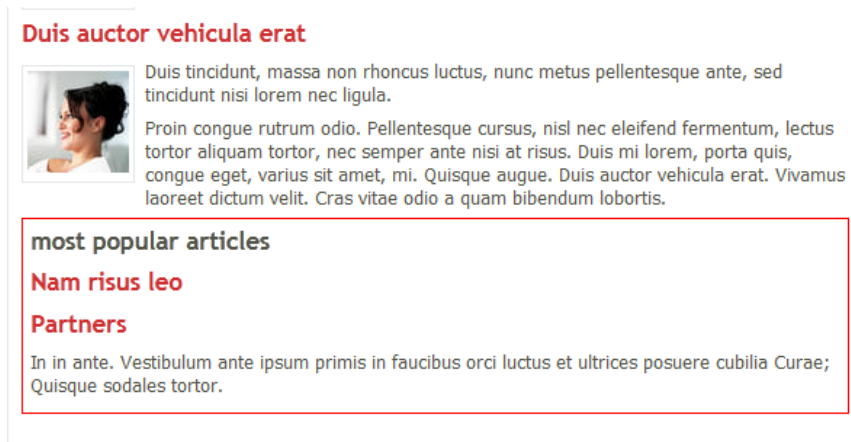 Duis auctor vehicula erat
Duis tincidunt, massa non rhoncus luctus, nunc metus pellentesque ante, sed
tincidunt nisi lorem nec ligula.
Proin congue rutrum odio. Pellentesque cursus, nisl nec eleifend fermentum, lectus
tortor aliquam tortor, nec semper ante nisi at risus. Duis mi lorem, porta quis,
congue eget, varius sit amet, mi. Quisque augue. Duis auctor vehicula erat. Vivamus
laoreet dictum velit. Cras vitae odio a quam bibendum lobortis.
most popular articles
Nam risus leo
Partners
In in ante. Vestibulum ante ipsum primis in faucibus orci luctus et ultrices posuere cubilia Curae;
Quisque sodales tortor.